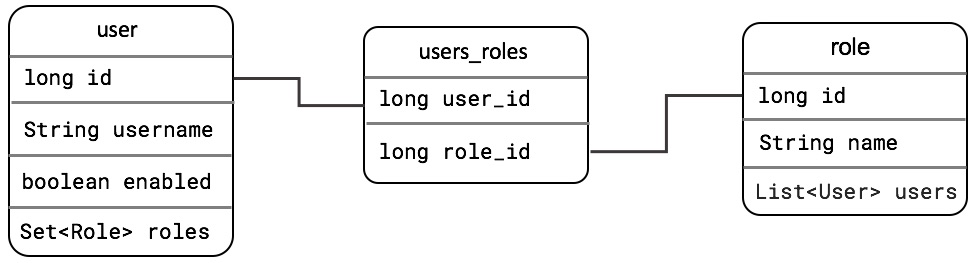 user
long id
String username
boolean enabled
Set<Role> roles
users_roles
long user_id
long role_id
role
long id
String name
List<User> users